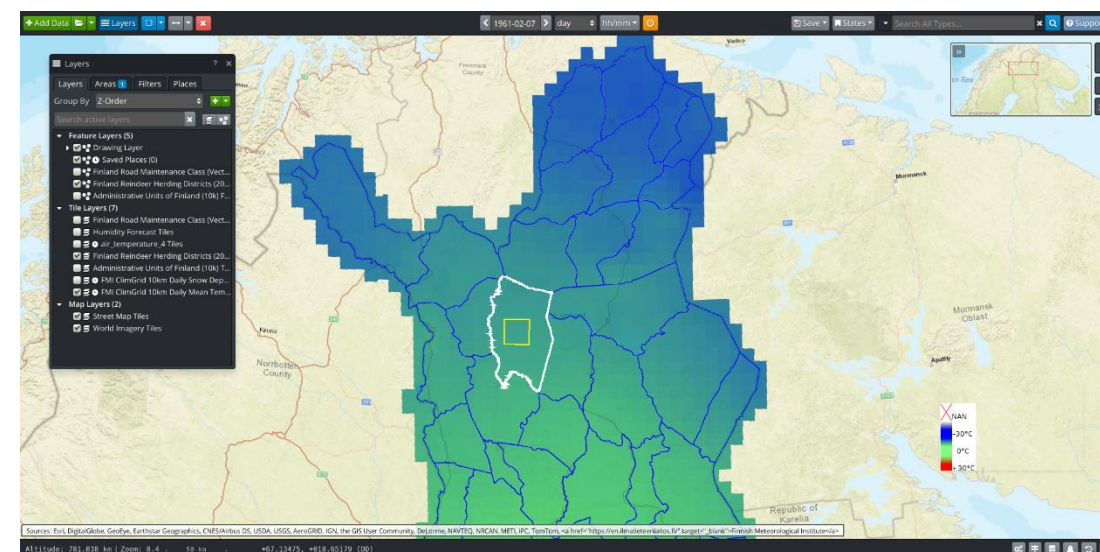 + Add Data
Layers
1961-02-07
day
hh/mm
Save
States
Search All Types...
Suppo
Layers
?
Layers Areas 1 Filters Places
Group By Z-Order
Search active layers
Feature Layers (5)
Drawing Layer
Saved Places (0)
Finland Road Maintenance Class (Vect...
Finland Reindeer Herding Districts (20...
Administrative Units of Finland (10k) F...
Tile Layers (7)
Finland Road Maintenance Class (Vect...
Humidity Forecast Tiles
air_temperature_4 Tiles
Finland Reindeer Herding Districts (20...
Administrative Units of Finland (10k) T...
FMI ClimGrid 10km Daily Snow Dep...
FMI ClimGrid 10km Daily Mean Tem...
Map Layers (2)
Street Map Tiles
World Imagery Tiles
Finnmark
County
Vadsø
an Sea
Murmansk
Murmansk
Oblast
Apatity
Kiruna
Norrbotten
County
NAN
-30°C
0°C
+30°C
Republic of
Karelia
Sources: Esri, DigitalGlobe, GeoEye, Earthstar Geographics, CNES/Airbus DS, USDA, USGS, AeroGRID, IGN, the GIS User Community, DeLorme, NAVTEQ, NRCAN, METI, iPC, TomTom, <a href="https://en.ilmatieteenlaitos.fi/" target="_blank">Finnish Meteorological Institute</a>
Altitude: 781.838 km | Zoom: 8.4
50 km
+67.13475, +018.65179 (DD)